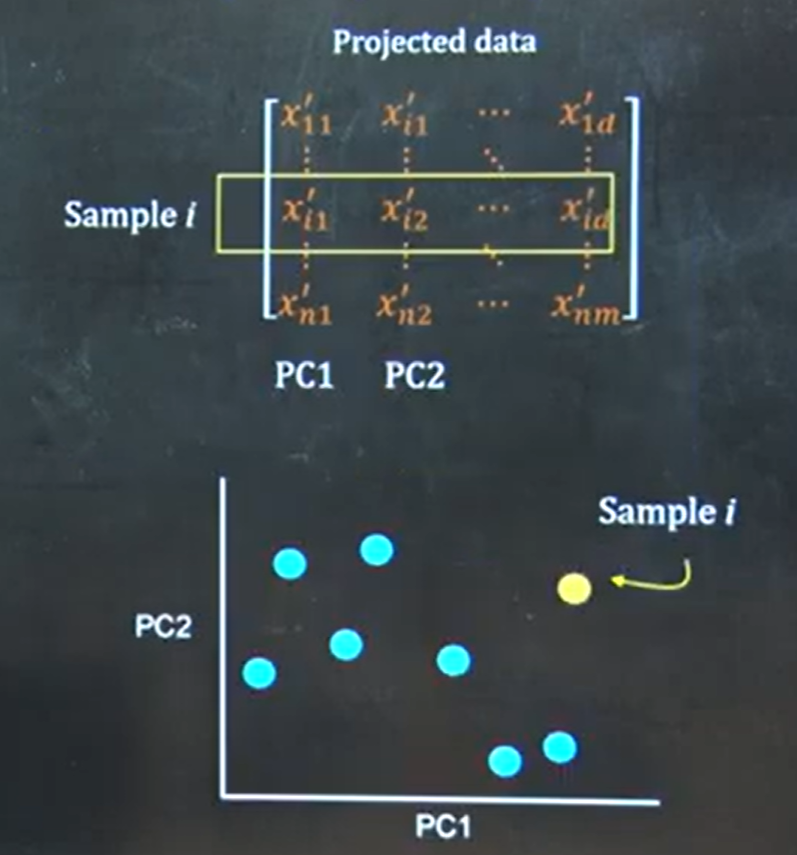 Projected data
x′₁₁ x′ᵢ₁ ⋯ x′₁d
⋮ ⋮ ⋱ ⋮
Sample i x′ᵢ₁ x′ᵢ₂ ⋯ x′ᵢd
⋮ ⋮ ⋱ ⋮
x′ₙ₁ x′ₙ₂ ⋯ x′ₙₘ
PC1 PC2
Sample i
PC2
PC1